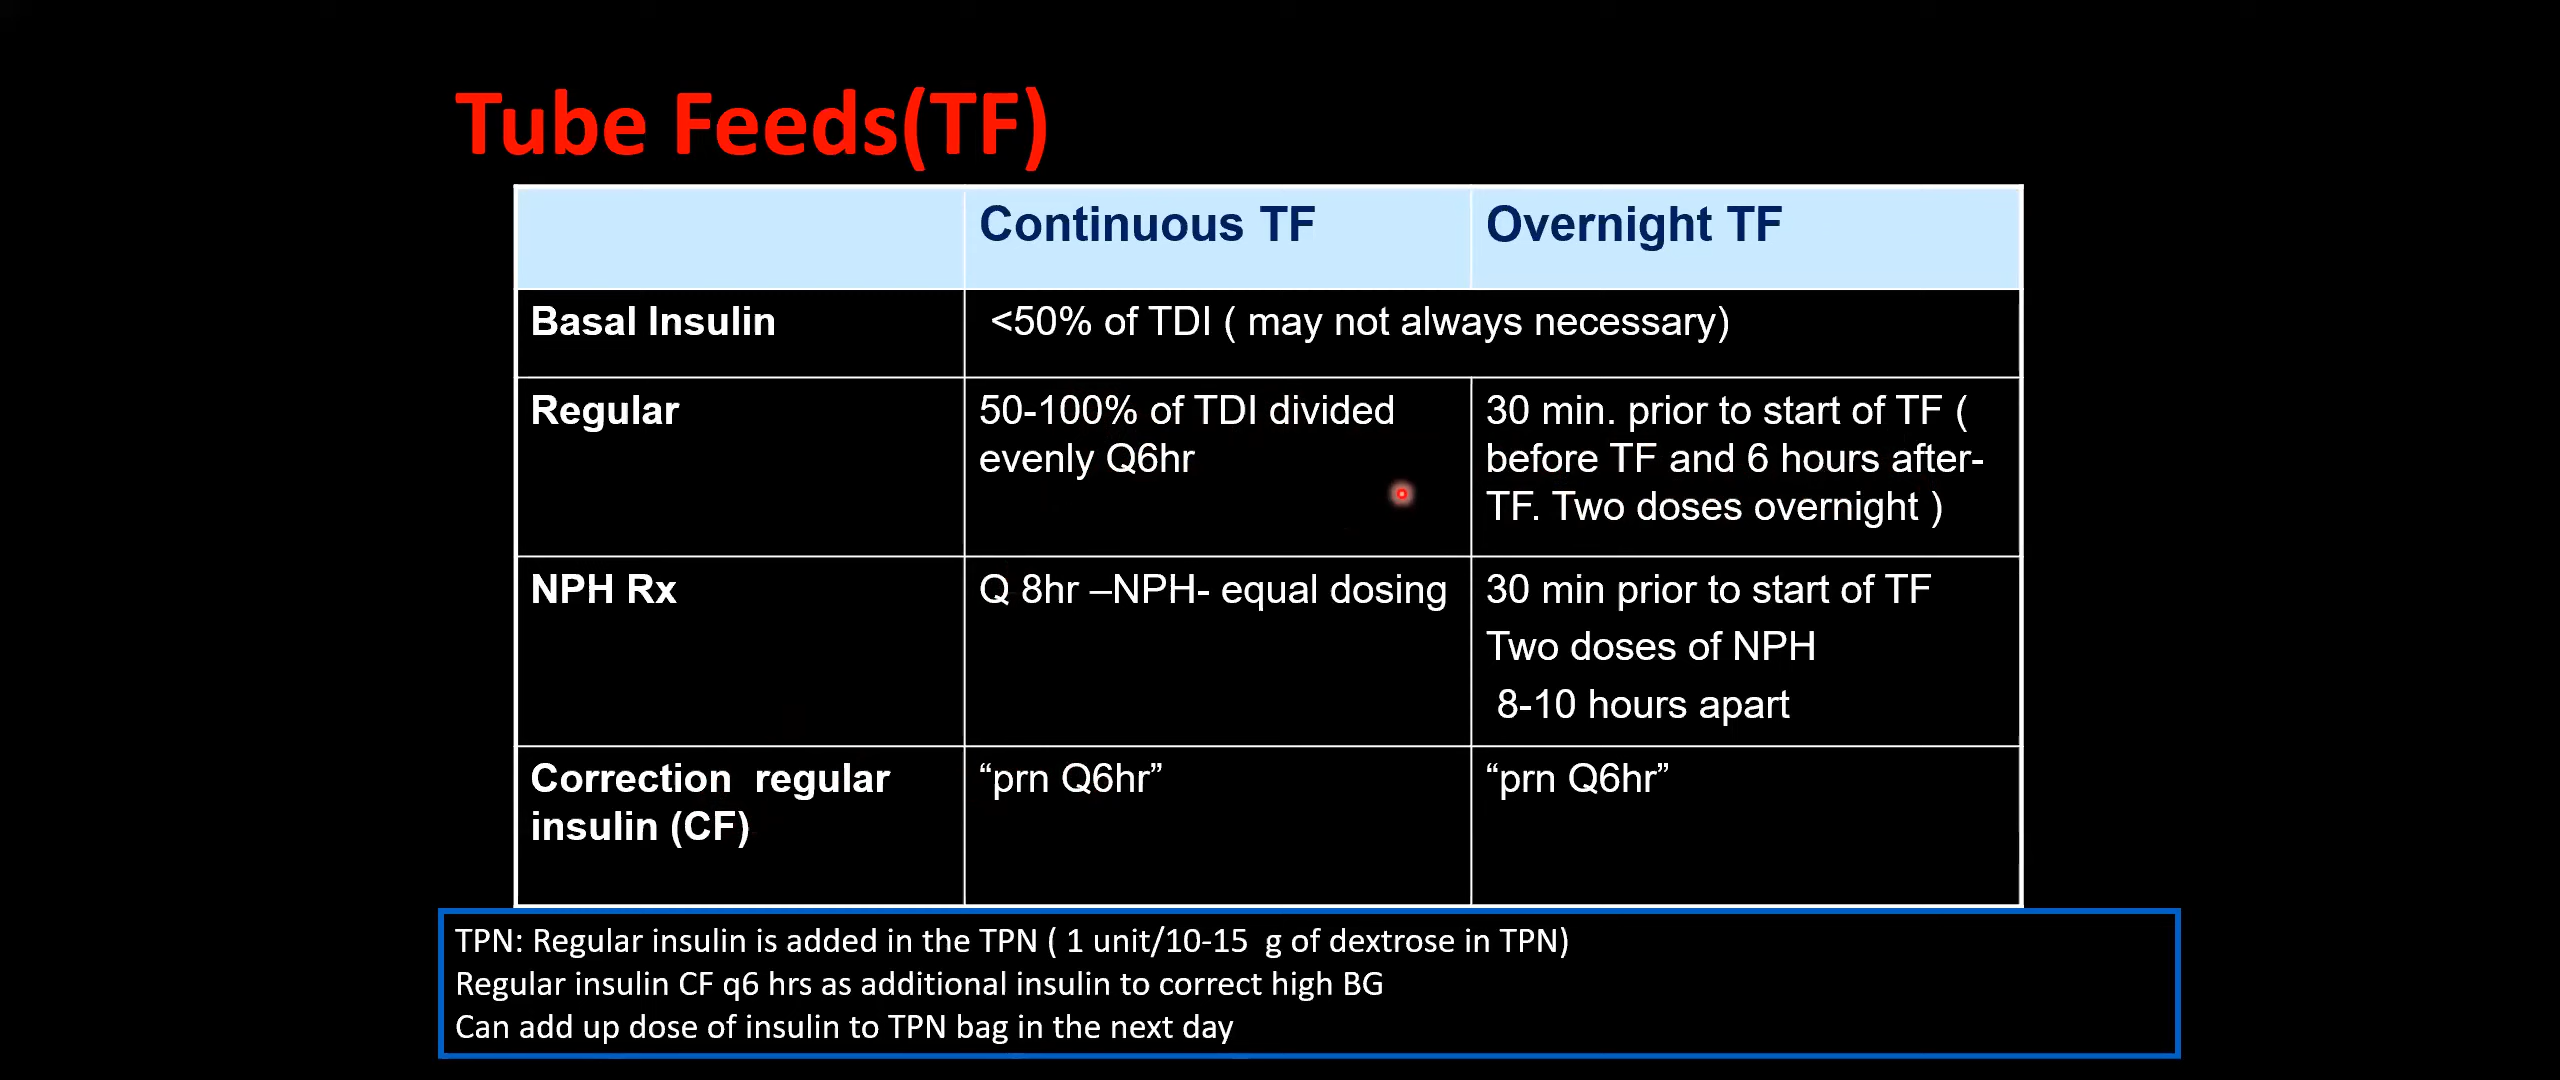 Tube Feeds(TF)
Continuous TF
Overnight TF
Basal Insulin
<50% of TDI ( may not always necessary)
Regular
50-100% of TDI divided
evenly Q6hr
30 min. prior to start of TF (
before TF and 6 hours after-
TF. Two doses overnight )
NPH Rx
Q 8hr –NPH- equal dosing
30 min prior to start of TF
Two doses of NPH
8-10 hours apart
Correction  regular
insulin (CF)
“prn Q6hr”
“prn Q6hr”
TPN: Regular insulin is added in the TPN ( 1 unit/10-15  g of dextrose in TPN)
Regular insulin CF q6 hrs as additional insulin to correct high BG
Can add up dose of insulin to TPN bag in the next day